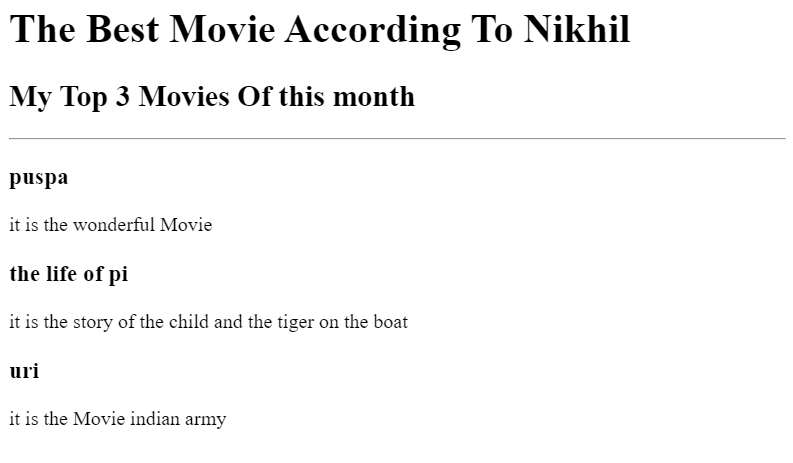 The Best Movie According To Nikhil
My Top 3 Movies Of this month
puspa
it is the wonderful Movie
the life of pi
it is the story of the child and the tiger on the boat
uri
it is the Movie indian army